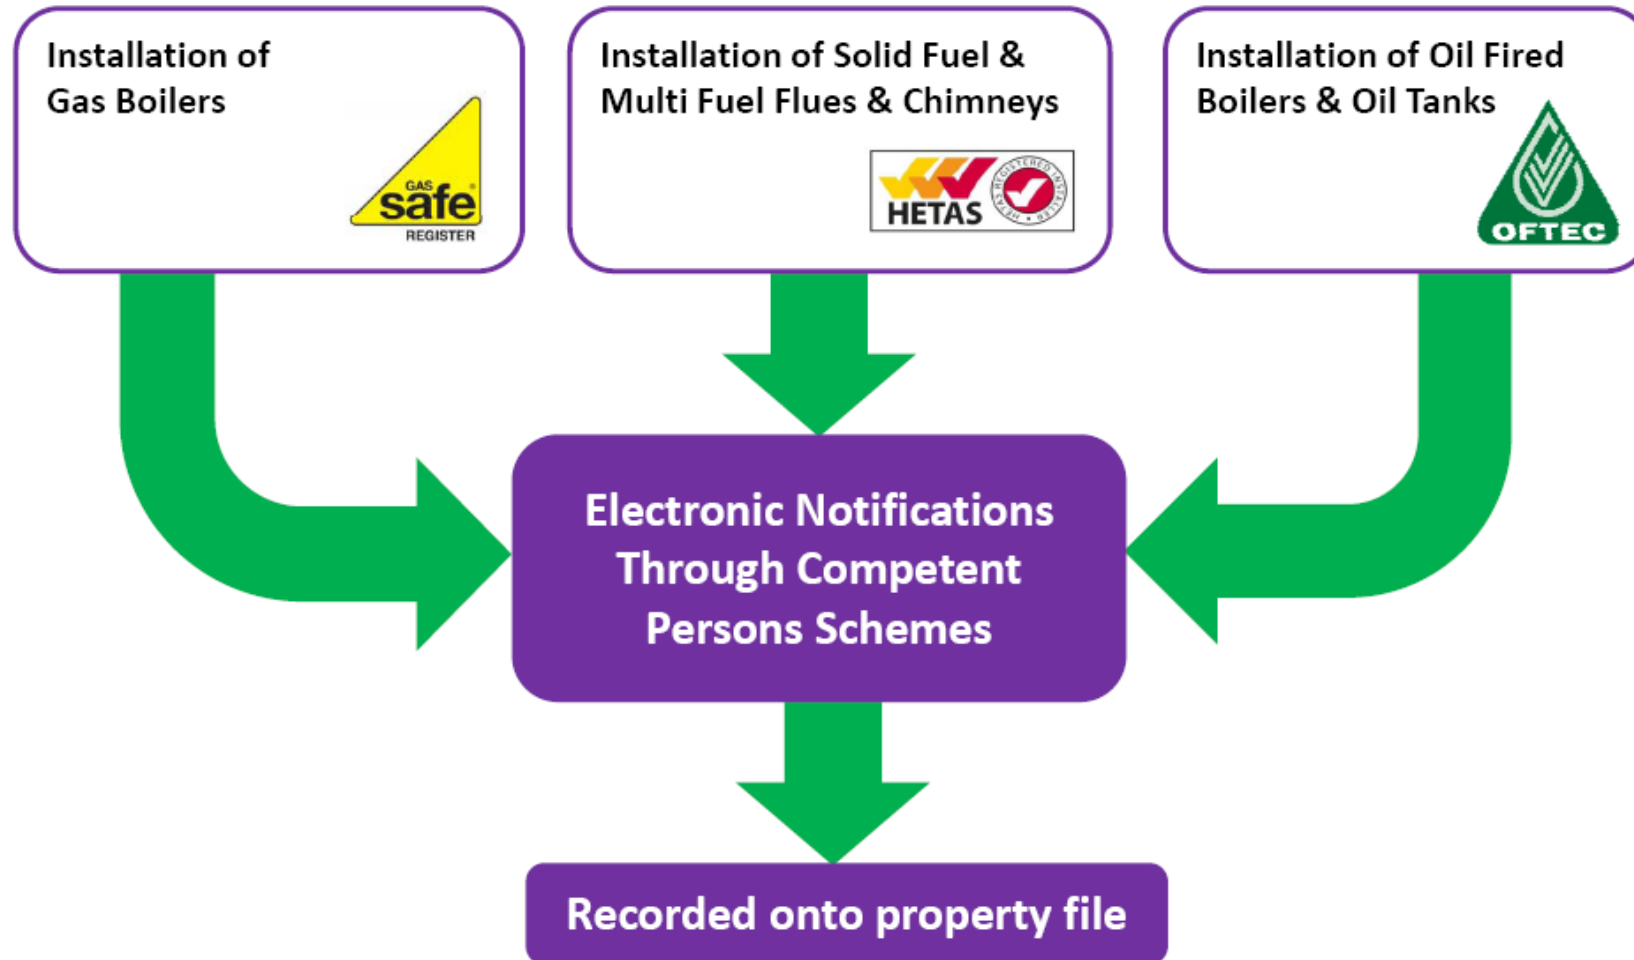 Installation of
Gas Boilers
GAS
safe
REGISTER
Installation of Solid Fuel &
Multi Fuel Flues & Chimneys
HETAS
HETAS REGISTERED INSTALLER
Installation of Oil Fired
Boilers & Oil Tanks
OFTEC
Electronic Notifications
Through Competent
Persons Schemes
Recorded onto property file